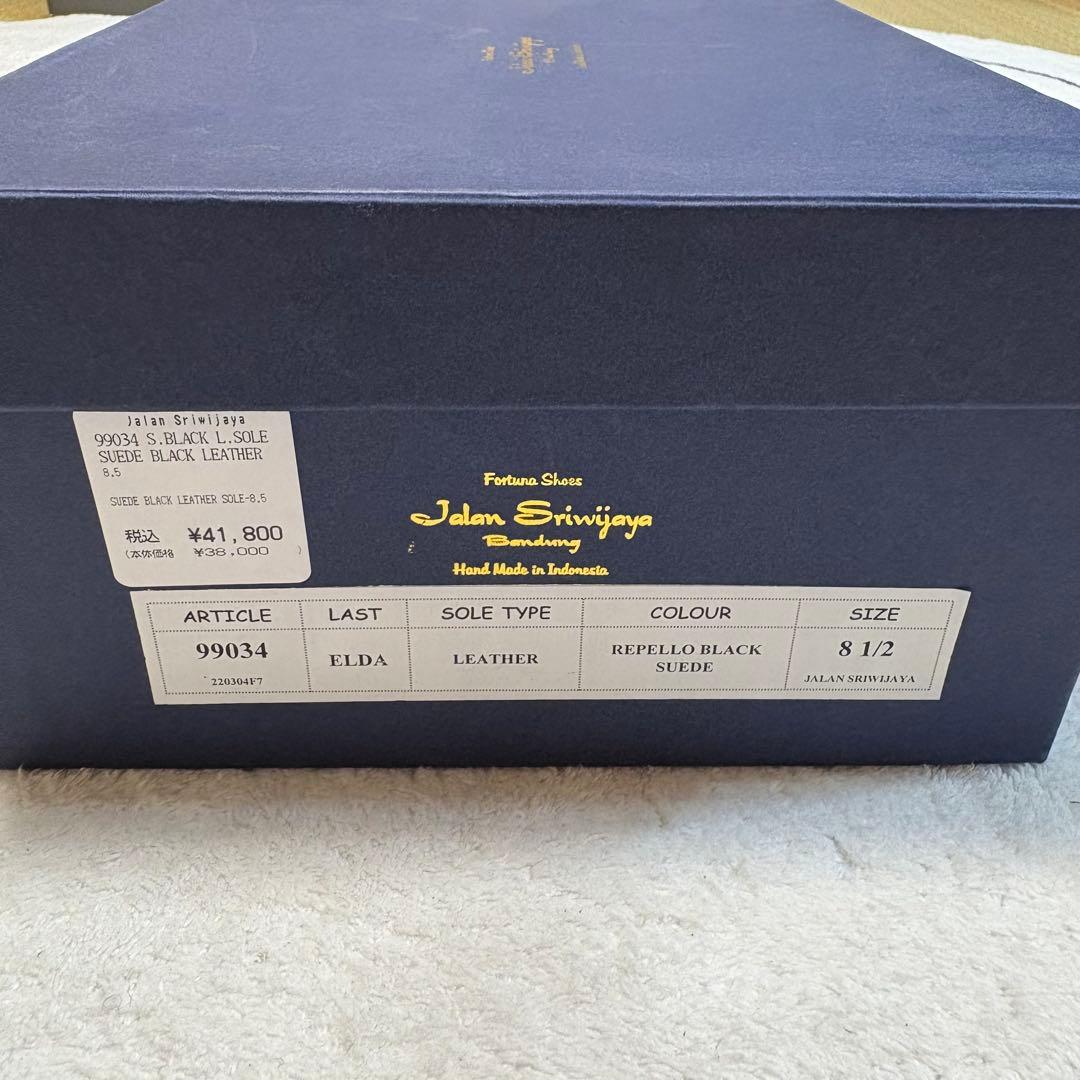 Jalan Sriwijaya
99034 S.BLACK L.SOLE
SUEDE BLACK LEATHER
8.5
SUEDE BLACK LEATHER SOLE-8.5
税込 ¥41,800
(本体価格 ¥38,000 )
Fortuna Shoes
Jalan Sriwijaya
Bandung
Hand Made in Indonesia
ARTICLE LAST SOLE TYPE COLOUR SIZE
99034 ELDA LEATHER REPELLO BLACK SUEDE 8 1/2
220304F7 JALAN SRIWIJAYA